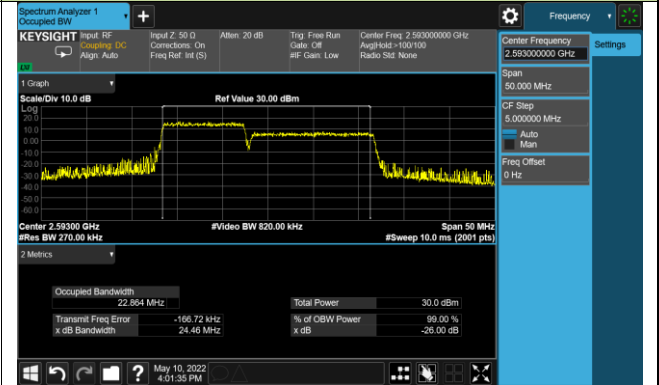 Spectrum Analyzer 1
Occupied BW
Frequency
KEYSIGHT
Input: RF
Coupling: DC
Align: Auto
Input Z: 50 Ω
Corrections: On
Freq Ref: Int (S)
Atten: 20 dB
Trig: Free Run
Gate: Off
#IF Gain: Low
Center Freq: 2.593000000 GHz
Avg|Hold:>100/100
Radio Std: None
Center Frequency
2.593000000 GHz
Settings
Span
50.000 MHz
CF Step
5.000000 MHz
Auto
Man
Freq Offset
0 Hz
1 Graph
Scale/Div 10.0 dB
Ref Value 30.00 dBm
Log
20.0
10.0
0.00
-10.0
-20.0
-30.0
-40.0
-50.0
-60.0
Center 2.59300 GHz
#Video BW 820.00 kHz
Span 50 MHz
#Res BW 270.00 kHz
#Sweep 10.0 ms (2001 pts)
2 Metrics
Occupied Bandwidth
22.864 MHz
Total Power
30.0 dBm
Transmit Freq Error
-166.72 kHz
% of OBW Power
99.00 %
x dB Bandwidth
24.46 MHz
x dB
-26.00 dB
May 10, 2022
4:01:35 PM